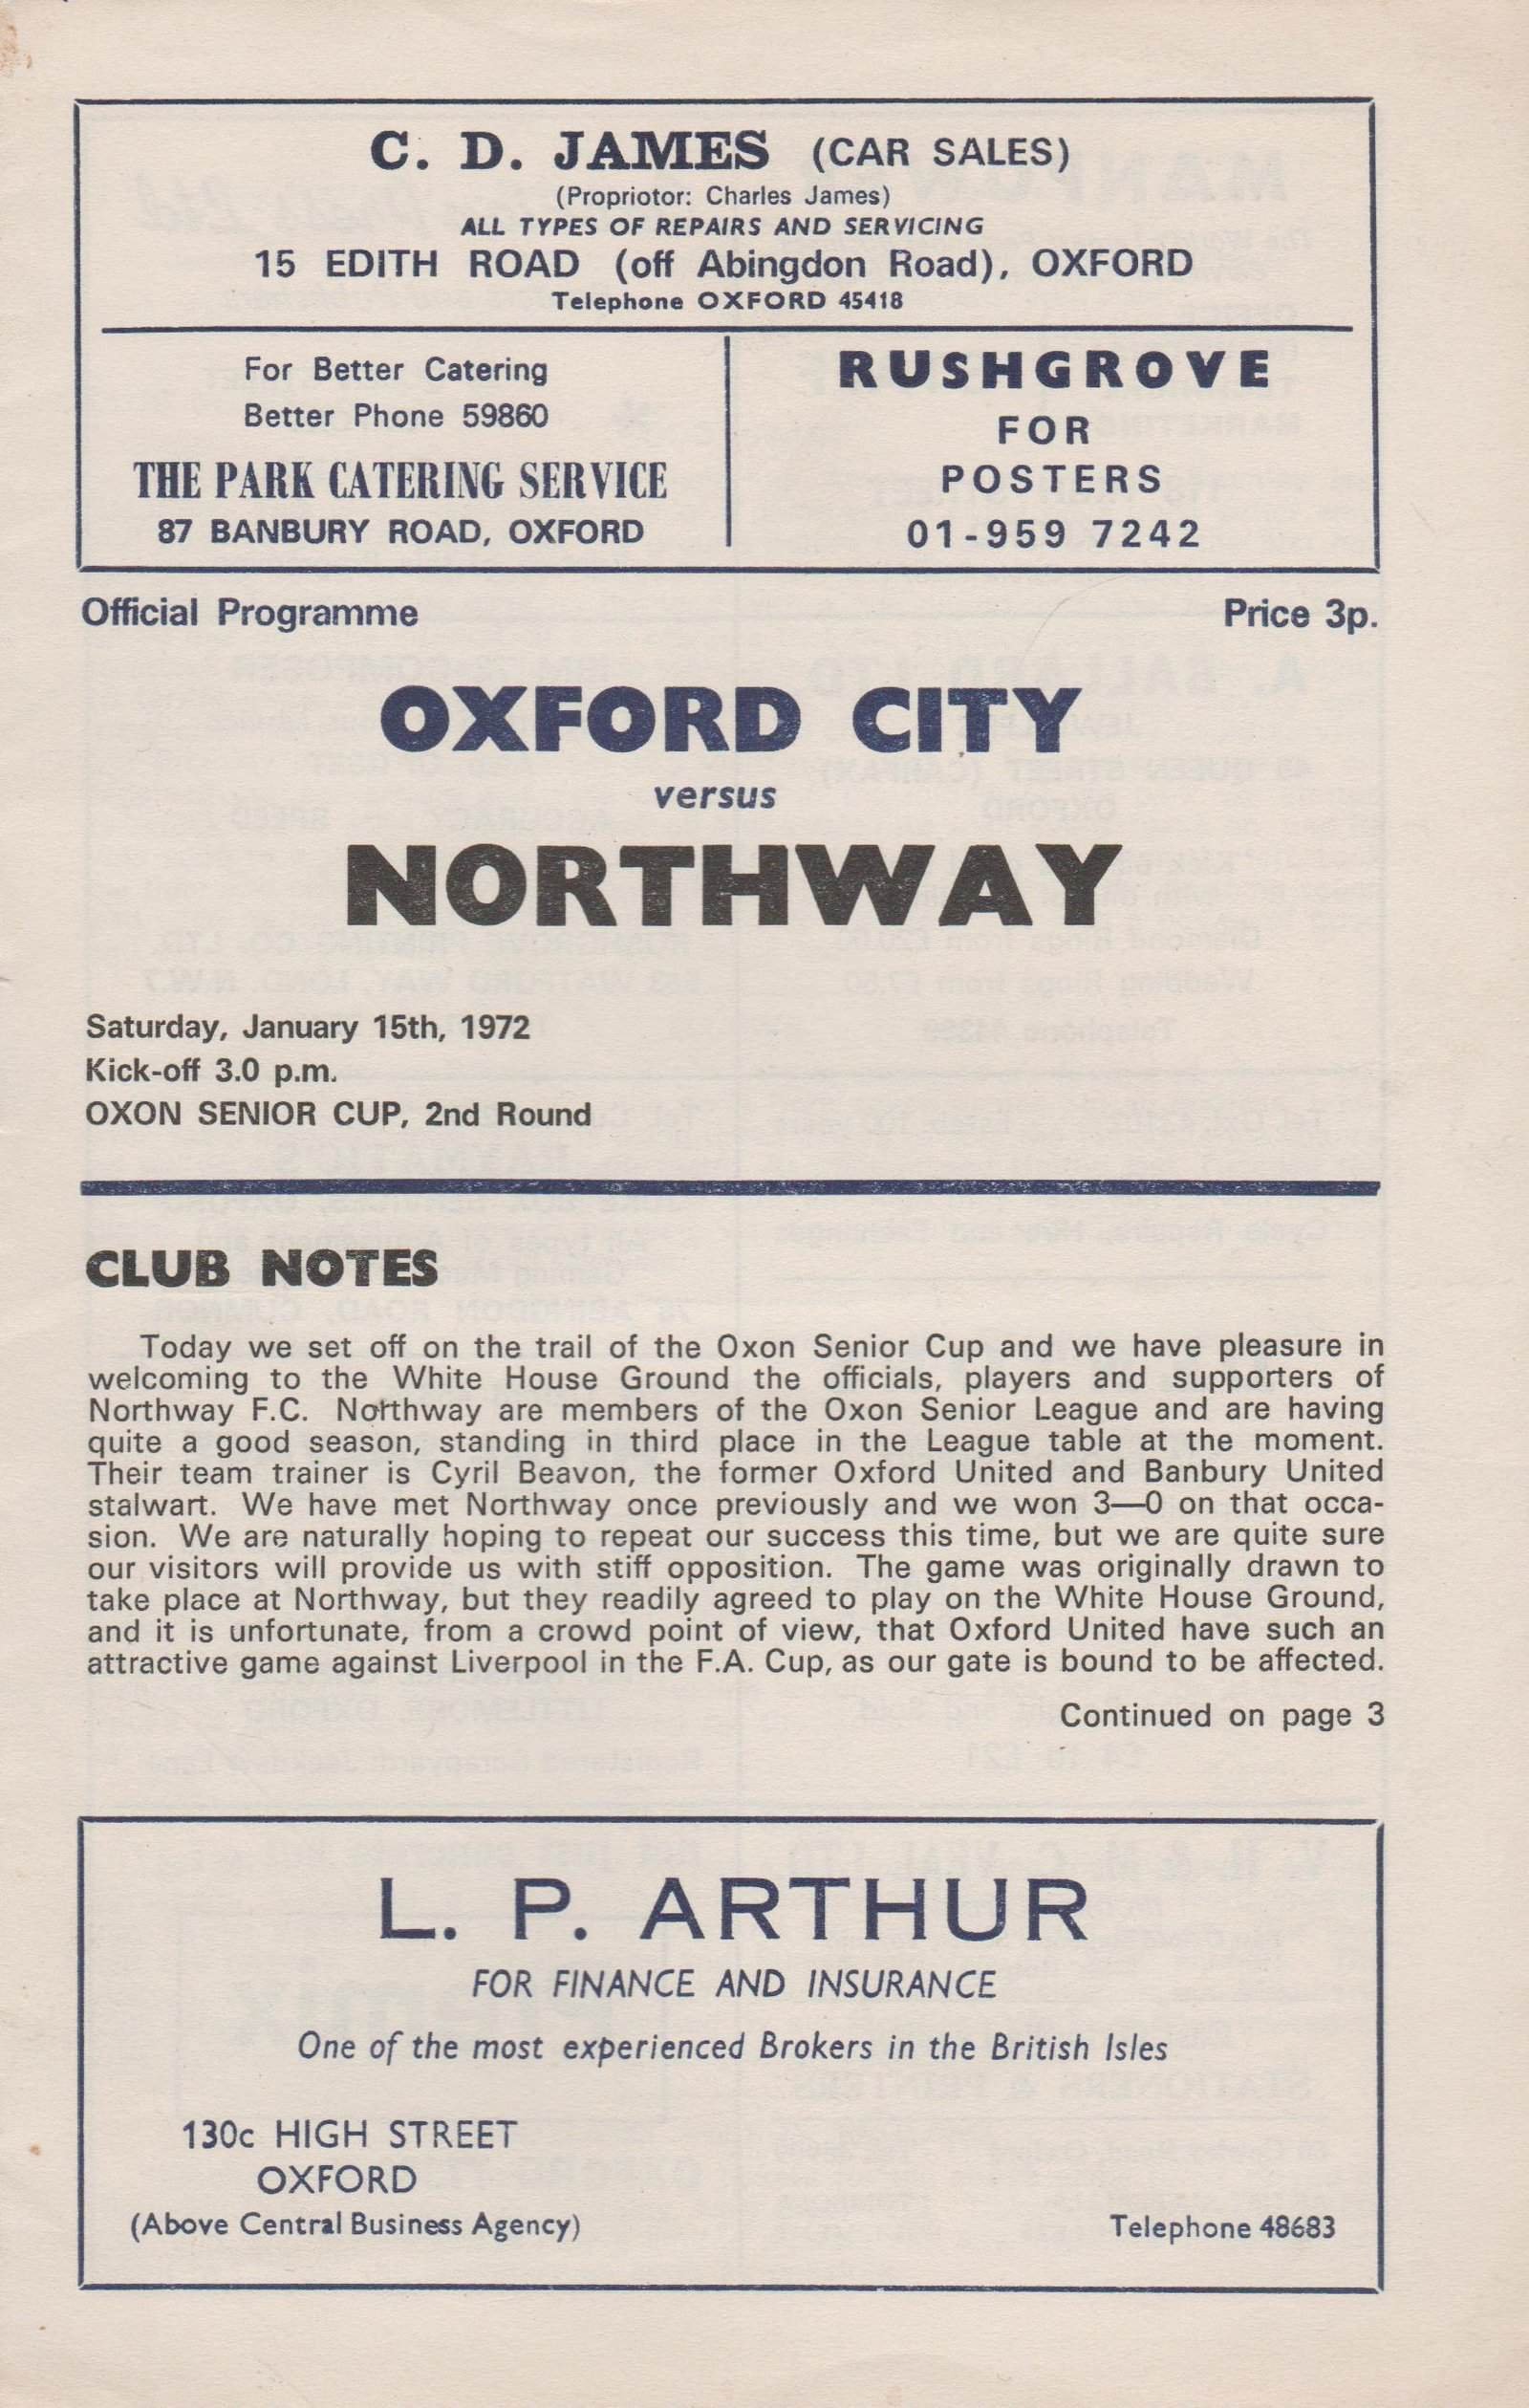 C. D. JAMES (CAR SALES)
(Propriotor: Charles James)
ALL TYPES OF REPAIRS AND SERVICING
15 EDITH ROAD (off Abingdon Road), OXFORD
Telephone OXFORD 45418
For Better Catering
Better Phone 59860
THE PARK CATERING SERVICE
87 BANBURY ROAD, OXFORD
RUSHGROVE
FOR
POSTERS
01-959 7242
Official Programme Price 3p.
OXFORD CITY
versus
NORTHWAY
Saturday, January 15th, 1972
Kick-off 3.0 p.m.
OXON SENIOR CUP, 2nd Round
CLUB NOTES
Today we set off on the trail of the Oxon Senior Cup and we have pleasure in
welcoming to the White House Ground the officials, players and supporters of
Northway F.C. Northway are members of the Oxon Senior League and are having
quite a good season, standing in third place in the League table at the moment.
Their team trainer is Cyril Beavon, the former Oxford United and Banbury United
stalwart. We have met Northway once previously and we won 3—0 on that occa-
sion. We are naturally hoping to repeat our success this time, but we are quite sure
our visitors will provide us with stiff opposition. The game was originally drawn to
take place at Northway, but they readily agreed to play on the White House Ground,
and it is unfortunate, from a crowd point of view, that Oxford United have such an
attractive game against Liverpool in the F.A. Cup, as our gate is bound to be affected.
Continued on page 3
L. P. ARTHUR
FOR FINANCE AND INSURANCE
One of the most experienced Brokers in the British Isles
130c HIGH STREET
OXFORD
(Above Central Business Agency) Telephone 48683